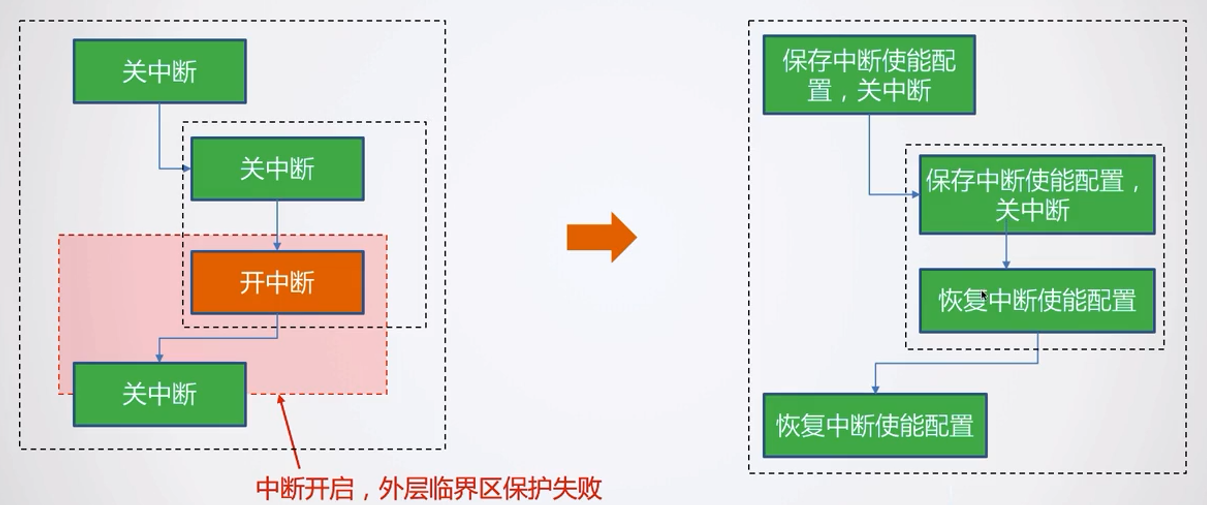 关中断
关中断
开中断
关中断
中断开启，外层临界区保护失败
保存中断使能配
置，关中断
保存中断使能配置，
关中断
恢复中断使能配置
恢复中断使能配置